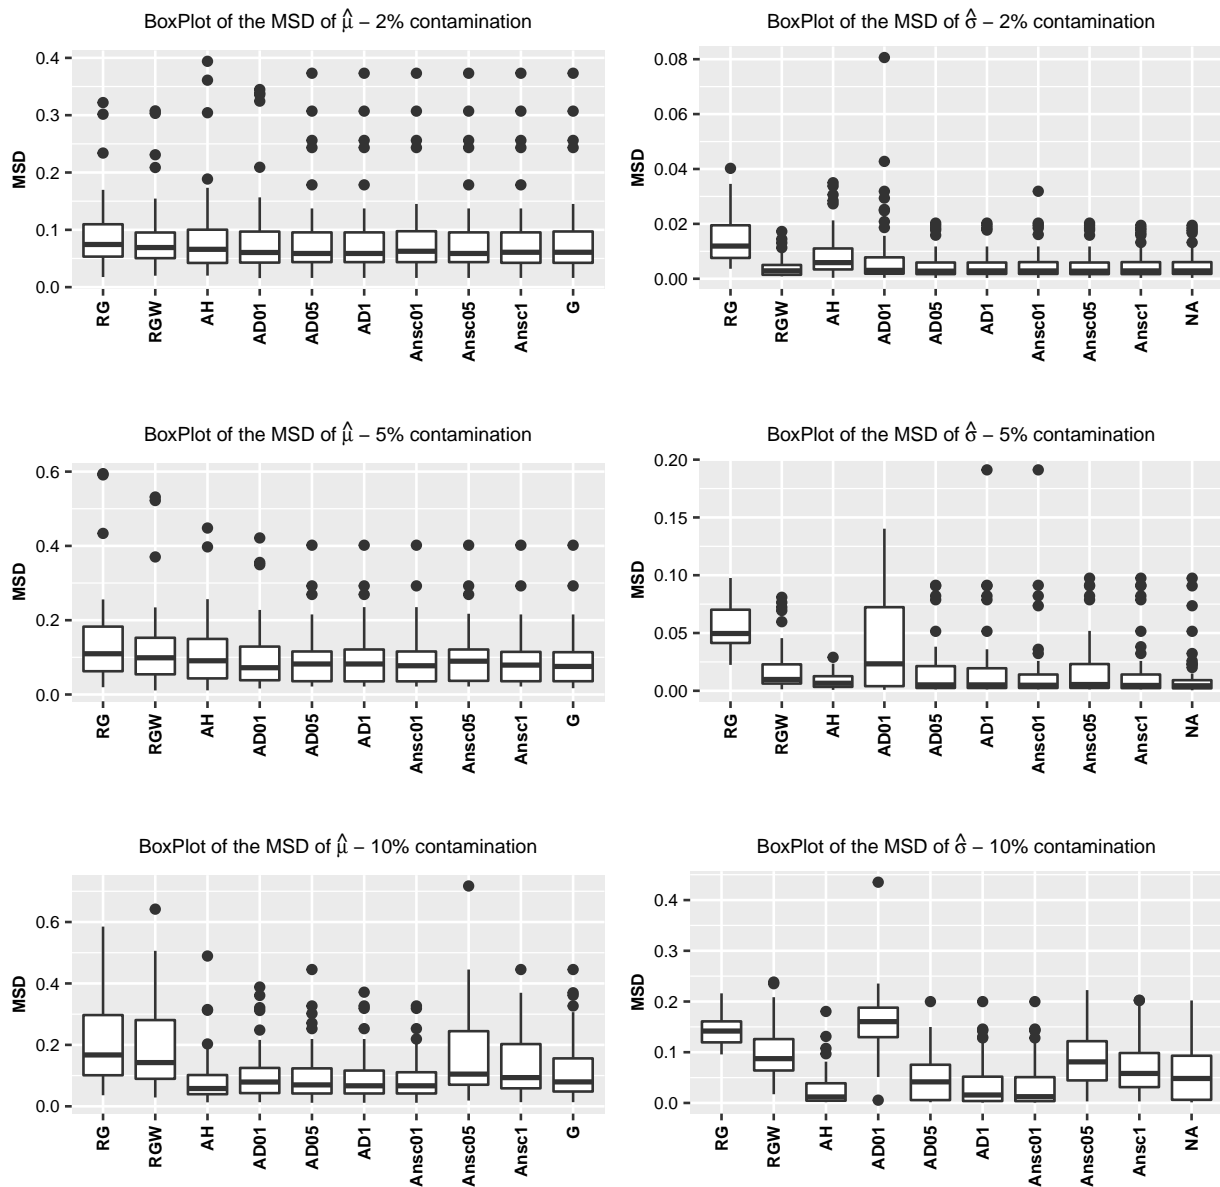 BoxPlot of the MSD of μ̂ − 2% contamination
MSD
0.4
0.3
0.2
0.1
0.0
RG RGW AH AD01 AD05 AD1 Ansc01 Ansc05 Ansc1 G
BoxPlot of the MSD of σ̂ − 2% contamination
MSD
0.08
0.06
0.04
0.02
0.00
RG RGW AH AD01 AD05 AD1 Ansc01 Ansc05 Ansc1 NA
BoxPlot of the MSD of μ̂ − 5% contamination
MSD
0.6
0.4
0.2
0.0
RG RGW AH AD01 AD05 AD1 Ansc01 Ansc05 Ansc1 G
BoxPlot of the MSD of σ̂ − 5% contamination
MSD
0.20
0.15
0.10
0.05
0.00
RG RGW AH AD01 AD05 AD1 Ansc01 Ansc05 Ansc1 NA
BoxPlot of the MSD of μ̂ − 10% contamination
MSD
0.6
0.4
0.2
0.0
RG RGW AH AD01 AD05 AD1 Ansc01 Ansc05 Ansc1 G
BoxPlot of the MSD of σ̂ − 10% contamination
MSD
0.4
0.3
0.2
0.1
0.0
RG RGW AH AD01 AD05 AD1 Ansc01 Ansc05 Ansc1 NA